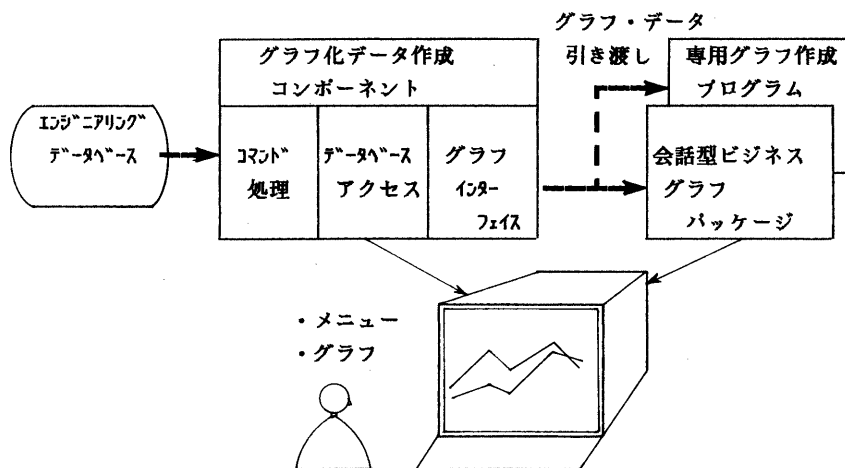 グラフ・データ
引き渡し
グラフ化データ作成
コンポーネント
専用グラフ作成
プログラム
エンジニアリング
データベース
コマンド
処理
データベース
アクセス
グラフ
インター
フェイス
会話型ビジネス
グラフ
パッケージ
・メニュー
・グラフ